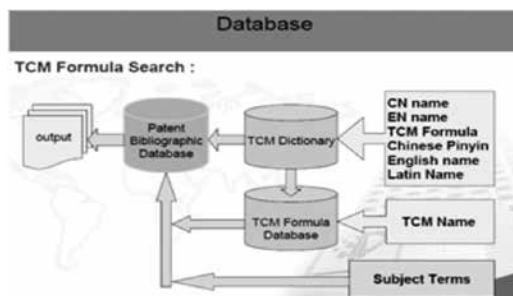 Database
TCM Formula Search :
output
Patent
Bibliographic
Database
TCM Dictionary
CN name
EN name
TCM Formula
Chinese Pinyin
English name
Latin Name
TCM Formula
Database
TCM Name
Subject Terms